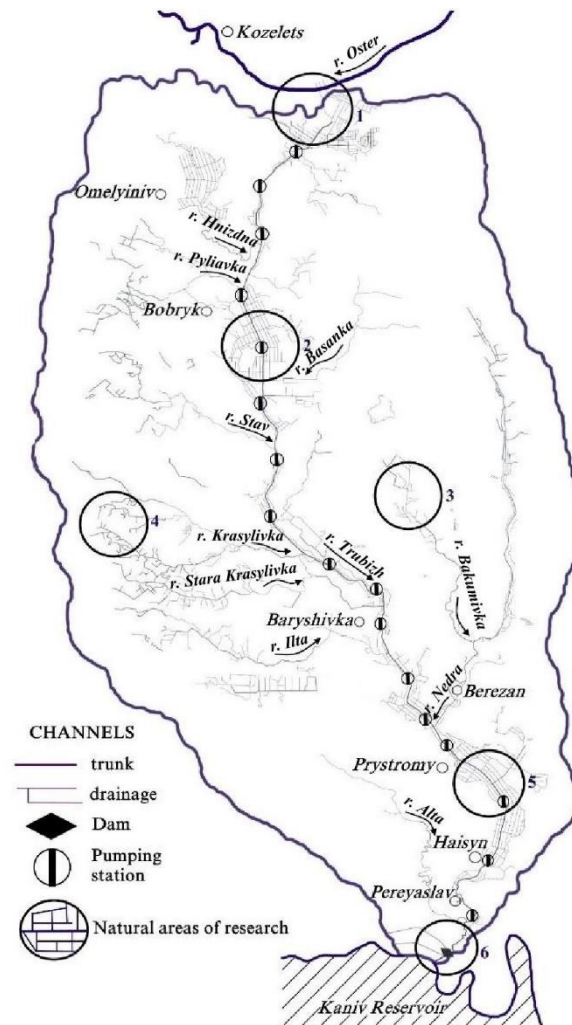 Kozelets
r. Oster
1
Omelyiniv
r. Hnizdna
r. Pyliavka
Bobryk
2
r. Basanka
r. Stav
3
4
r. Krasylivka
r. Trubizh
r. Stara Krasylivka
r. Bakumivka
Baryshivka
r. Ilta
r. Nedra
Berezan
CHANNELS
trunk
drainage
Dam
Pumping
station
Natural areas of research
Prystromy
5
r. Alta
Haisyn
Pereyaslav
6
Kaniv Reservoir